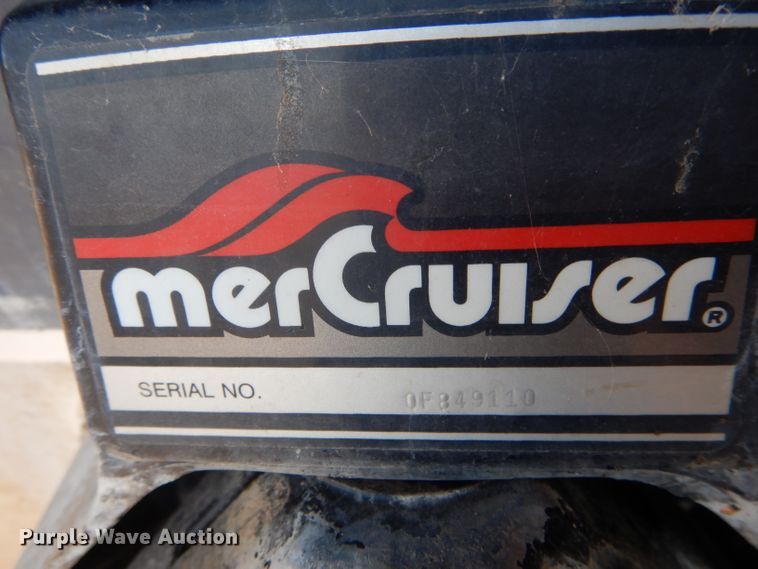 merCruiser®
SERIAL NO. 0F849110
Purple Wave Auction